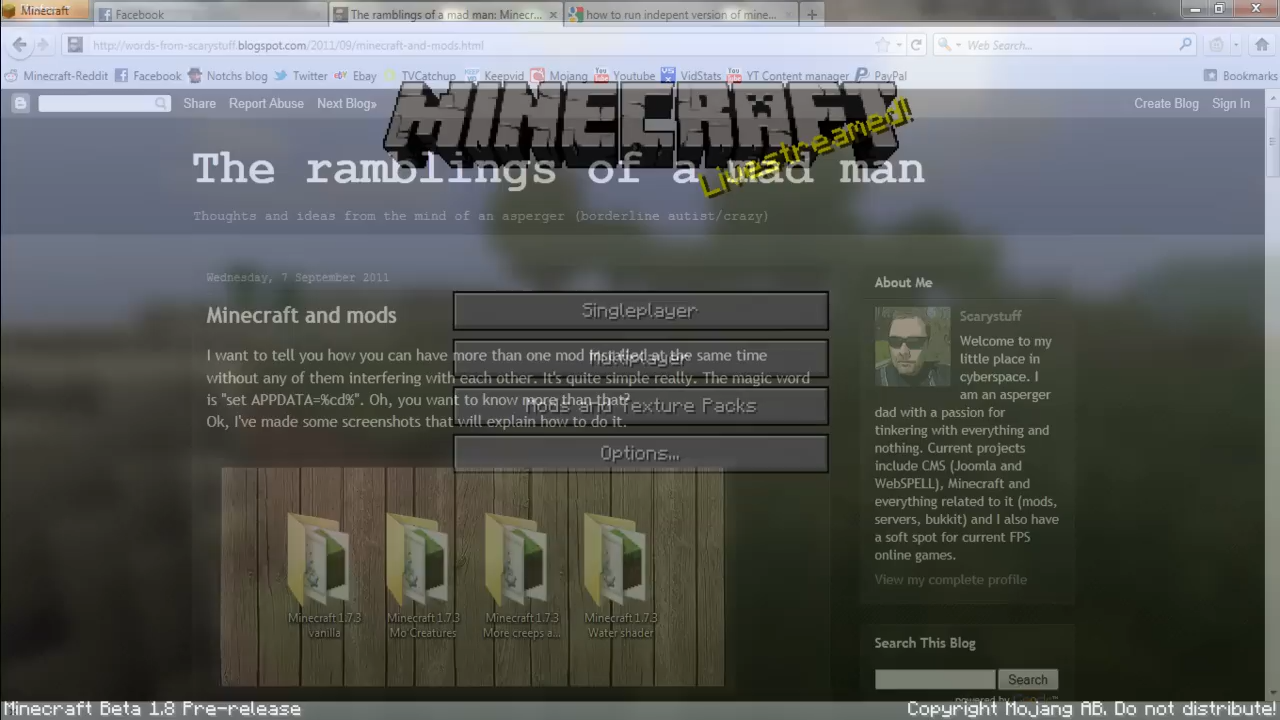 Minecraft
Facebook
The ramblings of a mad man: Minecr...
how to run indepent version of mine...
http://words-from-scarystuff.blogspot.com/2011/09/minecraft-and-mods.html
Web Search...
Minecraft-Reddit
Facebook
Notchs blog
Twitter
Ebay
TVCatchup
Keepvid
Mojang
Youtube
VidStats
YT Content manager
PayPal
Bookmarks
Share
Report Abuse
Next Blog»
Create Blog
Sign In
MINECRAFT
Livestreamed!
The ramblings of a mad man
Thoughts and ideas from the mind of an asperger (borderline autist/crazy)
Wednesday, 7 September 2011
Minecraft and mods
I want to tell you how you can have more than one mod installed at the same time
without any of them interfering with each other. It's quite simple really. The magic word
is "set APPDATA=%cd%". Oh, you want to know more than that?
Ok, I've made some screenshots that will explain how to do it.
Singleplayer
Multiplayer
Mods and Texture Packs
Options...
Minecraft 1.7.3
vanilla
Minecraft 1.7.3
Mo Creatures
Minecraft 1.7.3
More creeps a...
Minecraft 1.7.3
Water shader
About Me
Scarystuff
Welcome to my
little place in
cyberspace. I
am an asperger
dad with a passion for
tinkering with everything and
nothing. Current projects
include CMS (Joomla and
WebSPELL), Minecraft and
everything related to it (mods,
servers, bukkit) and I also have
a soft spot for current FPS
online games.
View my complete profile
Search This Blog
Search
powered by Google™
Minecraft Beta 1.8 Pre-release
Copyright Mojang AB. Do not distribute!